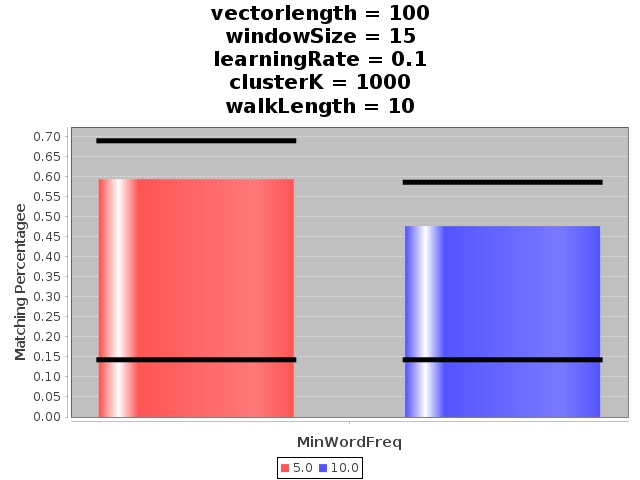 vectorlength = 100
windowSize = 15
learningRate = 0.1
clusterK = 1000
walkLength = 10
0.70
0.65
0.60
0.55
0.50
0.45
0.40
0.35
0.30
0.25
0.20
0.15
0.10
0.05
0.00
Matching Percentagee
MinWordFreq
5.0 10.0